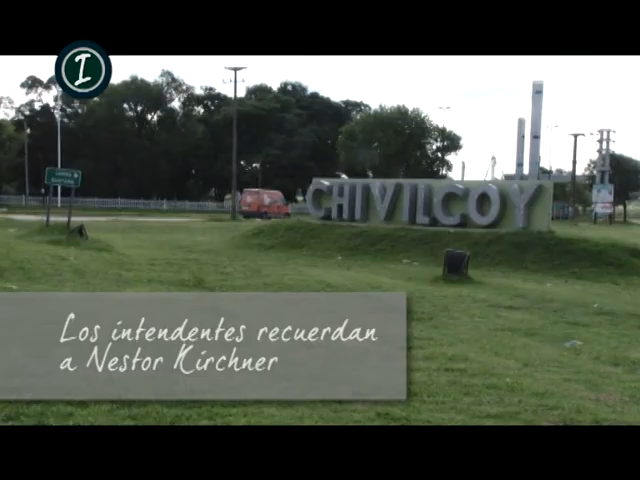 I
CHIVILCOY
Los intendentes recuerdan
a Nestor Kirchner